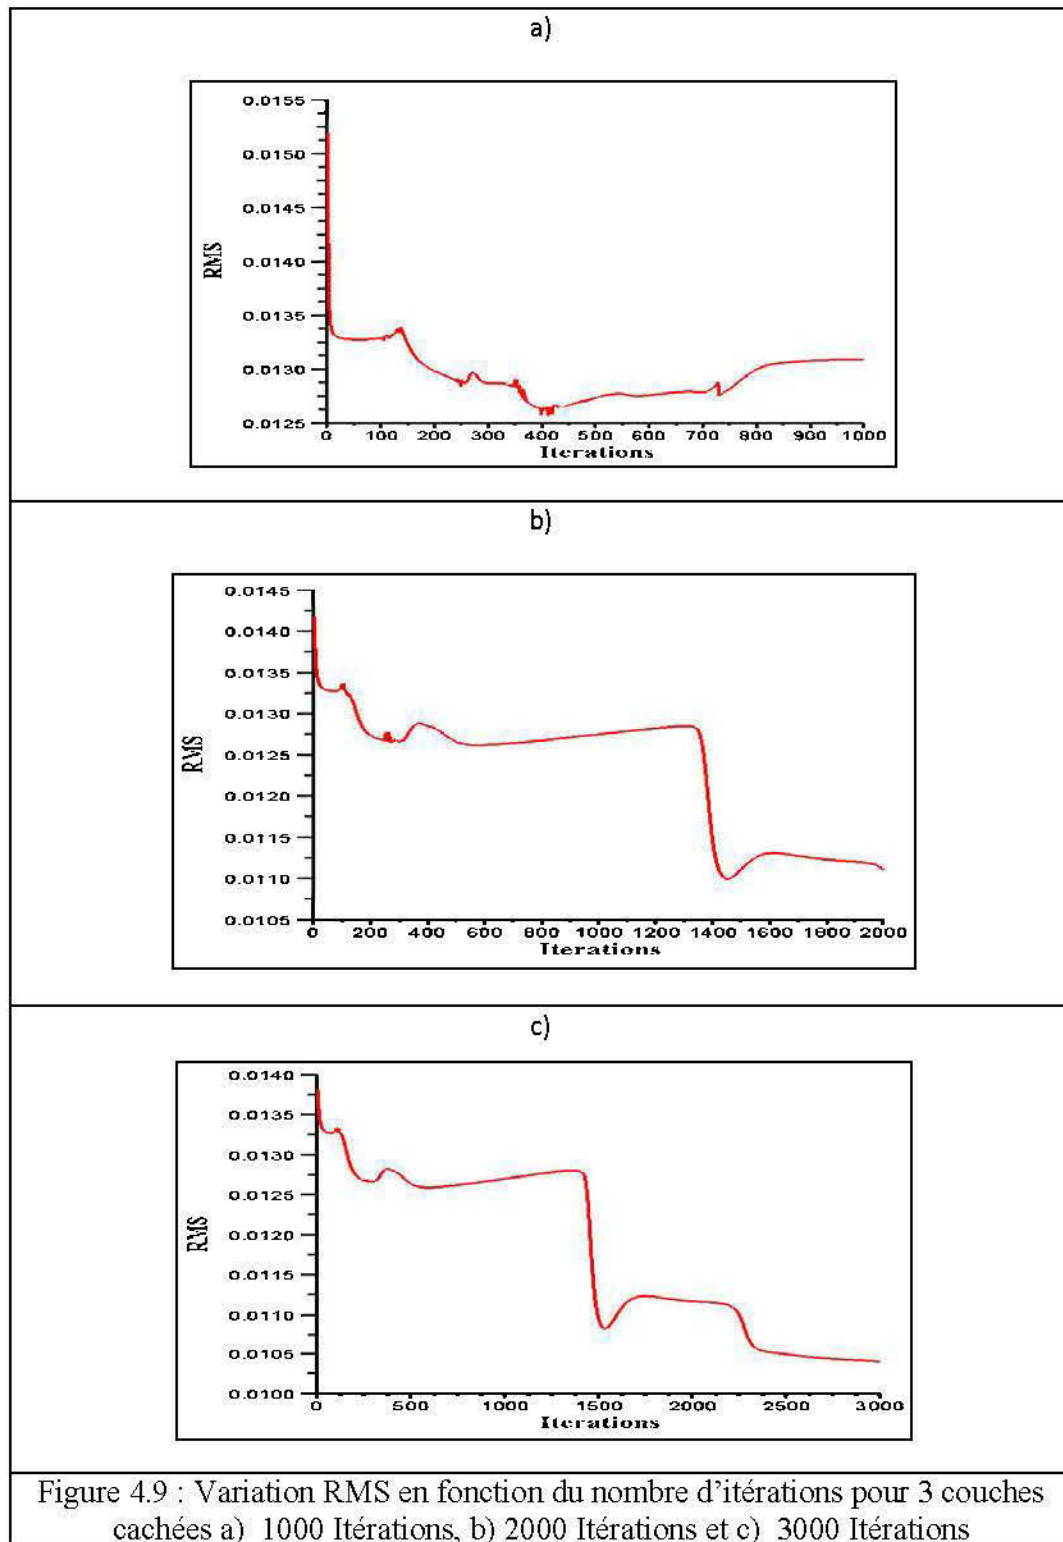 a)
0.0155
0.0150
0.0145
0.0140
0.0135
0.0130
0.0125
RMS
0 100 200 300 400 500 600 700 800 900 1000
Iterations
b)
0.0145
0.0140
0.0135
0.0130
0.0125
0.0120
0.0115
0.0110
0.0105
RMS
0 200 400 600 800 1000 1200 1400 1600 1800 2000
Iterations
c)
0.0140
0.0135
0.0130
0.0125
0.0120
0.0115
0.0110
0.0105
0.0100
RMS
0 500 1000 1500 2000 2500 3000
Iterations
Figure 4.9 : Variation RMS en fonction du nombre d'itérations pour 3 couches
cachées a) 1000 Itérations, b) 2000 Itérations et c) 3000 Itérations